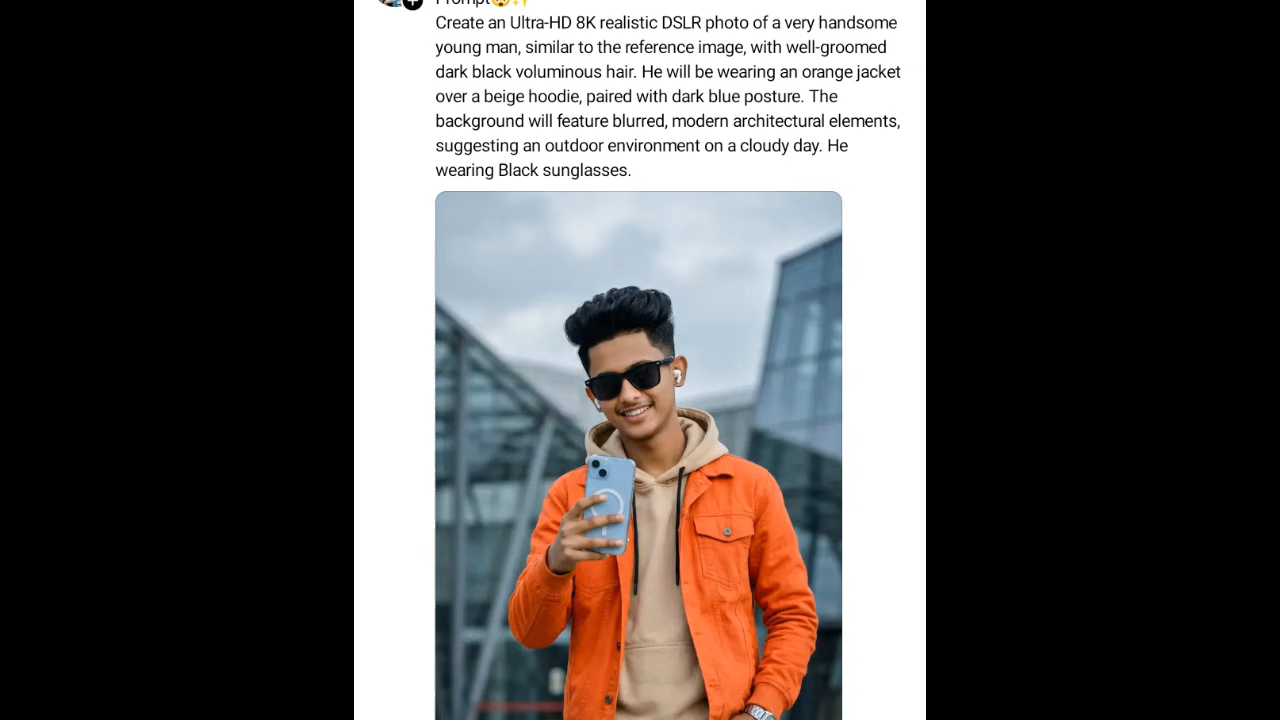 Prompt😯✨
Create an Ultra-HD 8K realistic DSLR photo of a very handsome
young man, similar to the reference image, with well-groomed
dark black voluminous hair. He will be wearing an orange jacket
over a beige hoodie, paired with dark blue posture. The
background will feature blurred, modern architectural elements,
suggesting an outdoor environment on a cloudy day. He
wearing Black sunglasses.